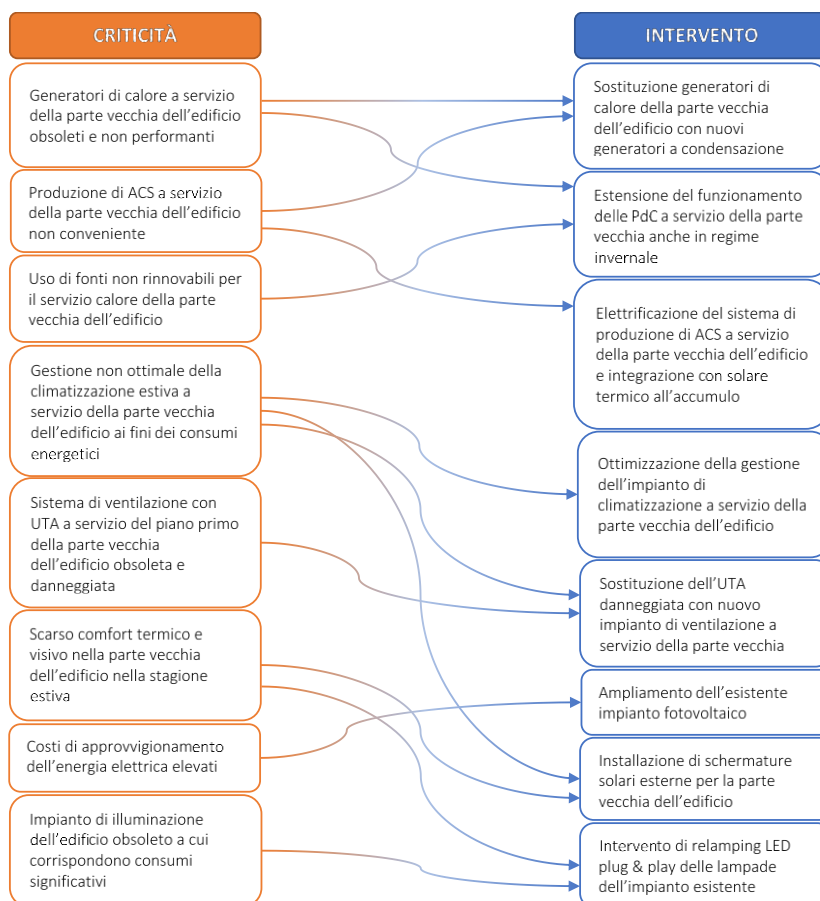 CRITICITÀ
Generatori di calore a servizio
della parte vecchia dell'edificio
obsoleti e non performanti
Produzione di ACS a servizio
della parte vecchia dell'edificio
non conveniente
Uso di fonti non rinnovabili per
il servizio calore della parte
vecchia dell'edificio
Gestione non ottimale della
climatizzazione estiva a
servizio della parte vecchia
dell'edificio ai fini dei consumi
energetici
Sistema di ventilazione con
UTA a servizio del piano primo
della parte vecchia
dell'edificio obsoleta e
danneggiata
Scarso comfort termico e
visivo nella parte vecchia
dell'edificio nella stagione
estiva
Costi di approvvigionamento
dell'energia elettrica elevati
Impianto di illuminazione
dell'edificio obsoleto a cui
corrispondono consumi
significativi
INTERVENTO
Sostituzione generatori di
calore della parte vecchia
dell'edificio con nuovi
generatori a condensazione
Estensione del funzionamento
delle PdC a servizio della parte
vecchia anche in regime
invernale
Elettrificazione del sistema di
produzione di ACS a servizio
della parte vecchia dell'edificio
e integrazione con solare
termico all'accumulo
Ottimizzazione della gestione
dell'impianto di
climatizzazione a servizio della
parte vecchia dell'edificio
Sostituzione dell'UTA
danneggiata con nuovo
impianto di ventilazione a
servizio della parte vecchia
Ampliamento dell'esistente
impianto fotovoltaico
Installazione di schermature
solari esterne per la parte
vecchia dell'edificio
Intervento di relamping LED
plug & play delle lampade
dell'impianto esistente